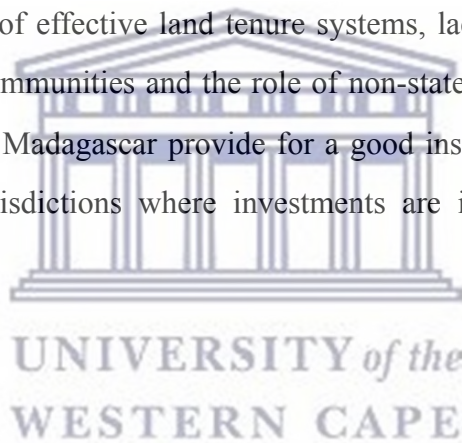 of effective land tenure systems, lac
mmunities and the role of non-state
Madagascar provide for a good ins
isdictions where investments are i
UNIVERSITY of the
WESTERN CAPE